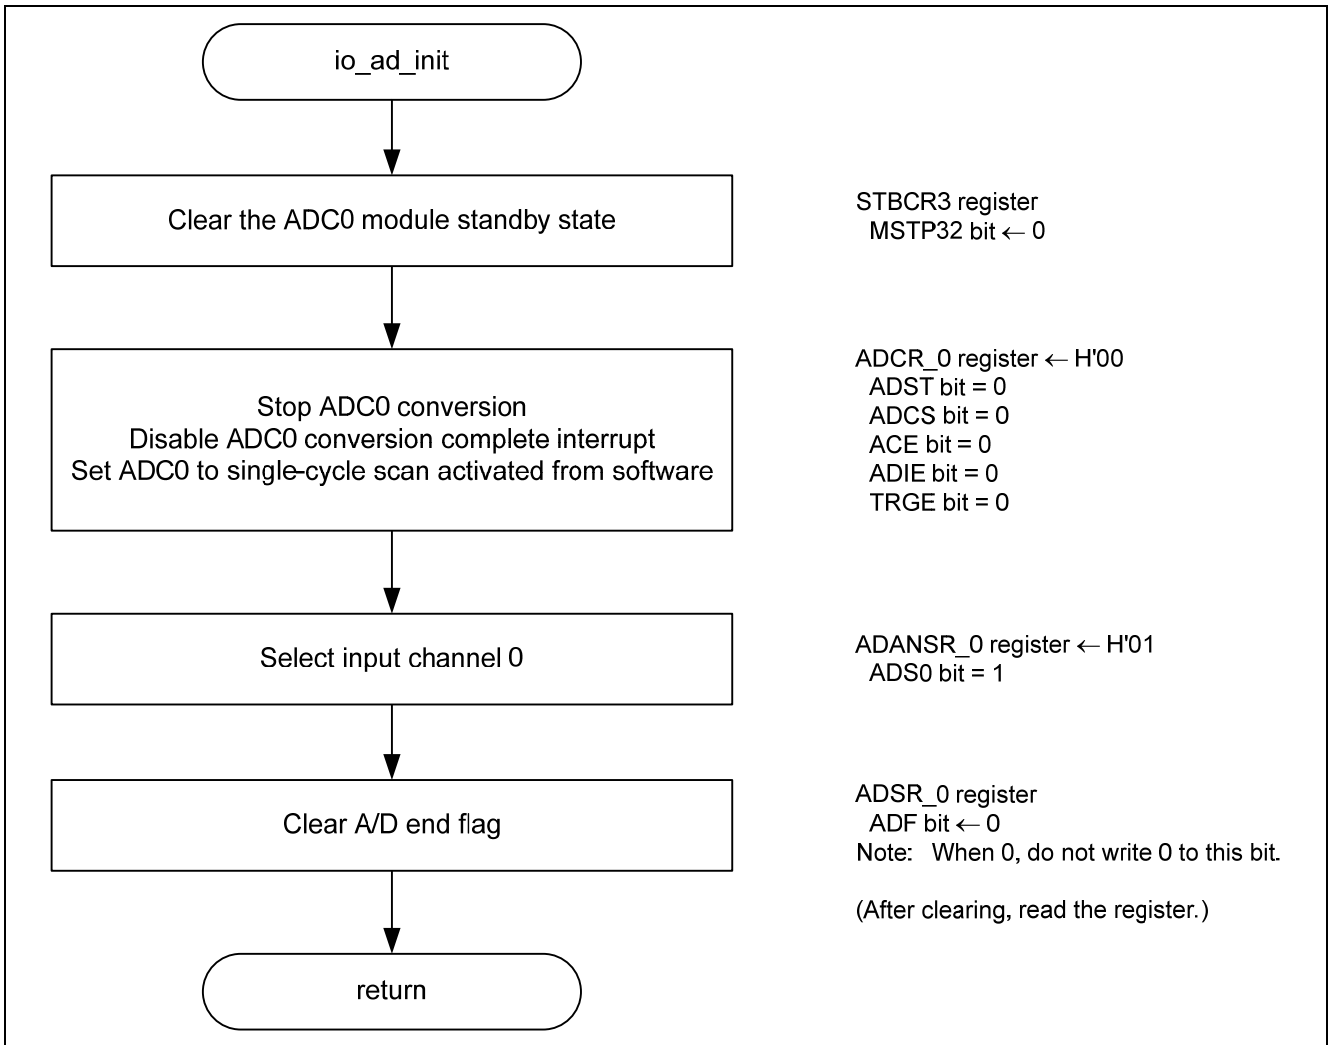 io_ad_init
Clear the ADC0 module standby state
STBCR3 register
MSTP32 bit ← 0
Stop ADC0 conversion
Disable ADC0 conversion complete interrupt
Set ADC0 to single-cycle scan activated from software
ADCR_0 register ← H'00
ADST bit = 0
ADCS bit = 0
ACE bit = 0
ADIE bit = 0
TRGE bit = 0
Select input channel 0
ADANSR_0 register ← H'01
ADS0 bit = 1
Clear A/D end flag
ADSR_0 register
ADF bit ← 0
Note: When 0, do not write 0 to this bit.
(After clearing, read the register.)
return